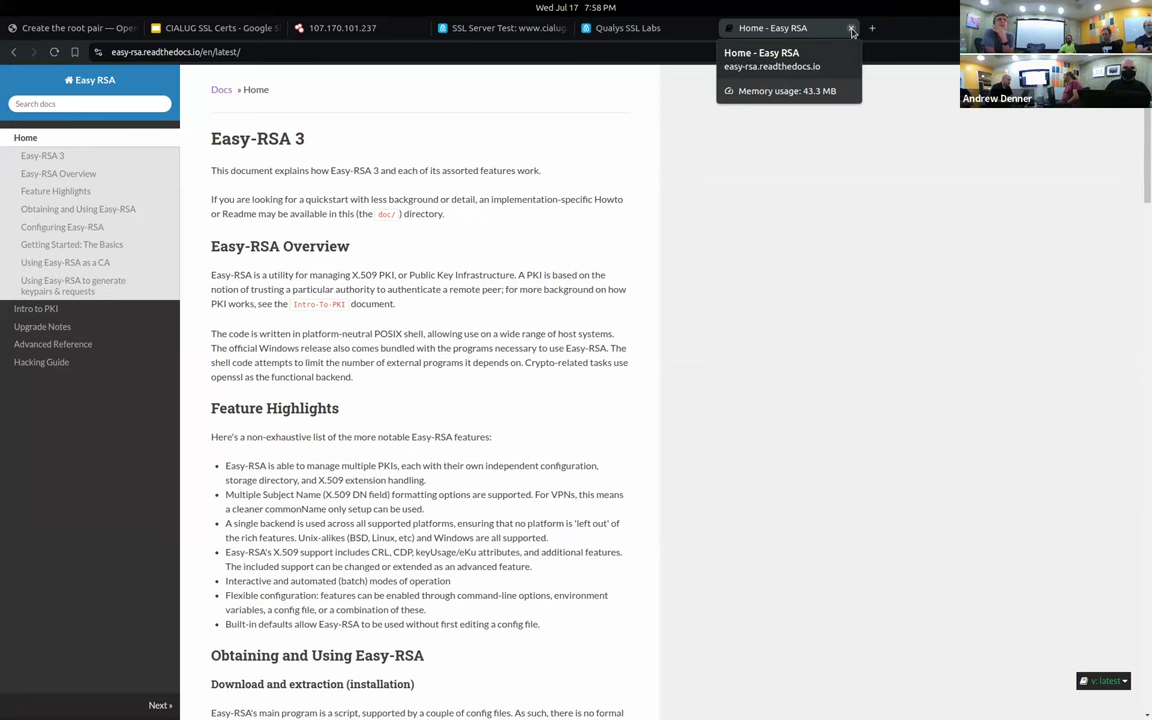 Wed Jul 17 7:58 PM
Create the root pair — Open
CIALUG SSL Certs - Google S
107.170.101.237
SSL Server Test: www.cialug
Qualys SSL Labs
Home - Easy RSA
easy-rsa.readthedocs.io/en/latest/
Home - Easy RSA
easy-rsa.readthedocs.io
Memory usage: 43.3 MB
Andrew Denner
Easy RSA
Search docs
Home
Easy-RSA 3
Easy-RSA Overview
Feature Highlights
Obtaining and Using Easy-RSA
Configuring Easy-RSA
Getting Started: The Basics
Using Easy-RSA as a CA
Using Easy-RSA to generate
keypairs & requests
Intro to PKI
Upgrade Notes
Advanced Reference
Hacking Guide
Next »
Docs » Home
Easy-RSA 3
This document explains how Easy-RSA 3 and each of its assorted features work.
If you are looking for a quickstart with less background or detail, an implementation-specific Howto
or Readme may be available in this (the doc/ ) directory.
Easy-RSA Overview
Easy-RSA is a utility for managing X.509 PKI, or Public Key Infrastructure. A PKI is based on the
notion of trusting a particular authority to authenticate a remote peer; for more background on how
PKI works, see the Intro-To-PKI document.
The code is written in platform-neutral POSIX shell, allowing use on a wide range of host systems.
The official Windows release also comes bundled with the programs necessary to use Easy-RSA. The
shell code attempts to limit the number of external programs it depends on. Crypto-related tasks use
openssl as the functional backend.
Feature Highlights
Here's a non-exhaustive list of the more notable Easy-RSA features:
• Easy-RSA is able to manage multiple PKIs, each with their own independent configuration,
storage directory, and X.509 extension handling.
• Multiple Subject Name (X.509 DN field) formatting options are supported. For VPNs, this means
a cleaner commonName only setup can be used.
• A single backend is used across all supported platforms, ensuring that no platform is 'left out' of
the rich features. Unix-alikes (BSD, Linux, etc) and Windows are all supported.
• Easy-RSA's X.509 support includes CRL, CDP, keyUsage/eKu attributes, and additional features.
The included support can be changed or extended as an advanced feature.
• Interactive and automated (batch) modes of operation
• Flexible configuration: features can be enabled through command-line options, environment
variables, a config file, or a combination of these.
• Built-in defaults allow Easy-RSA to be used without first editing a config file.
Obtaining and Using Easy-RSA
Download and extraction (installation)
Easy-RSA's main program is a script, supported by a couple of config files. As such, there is no formal
v: latest